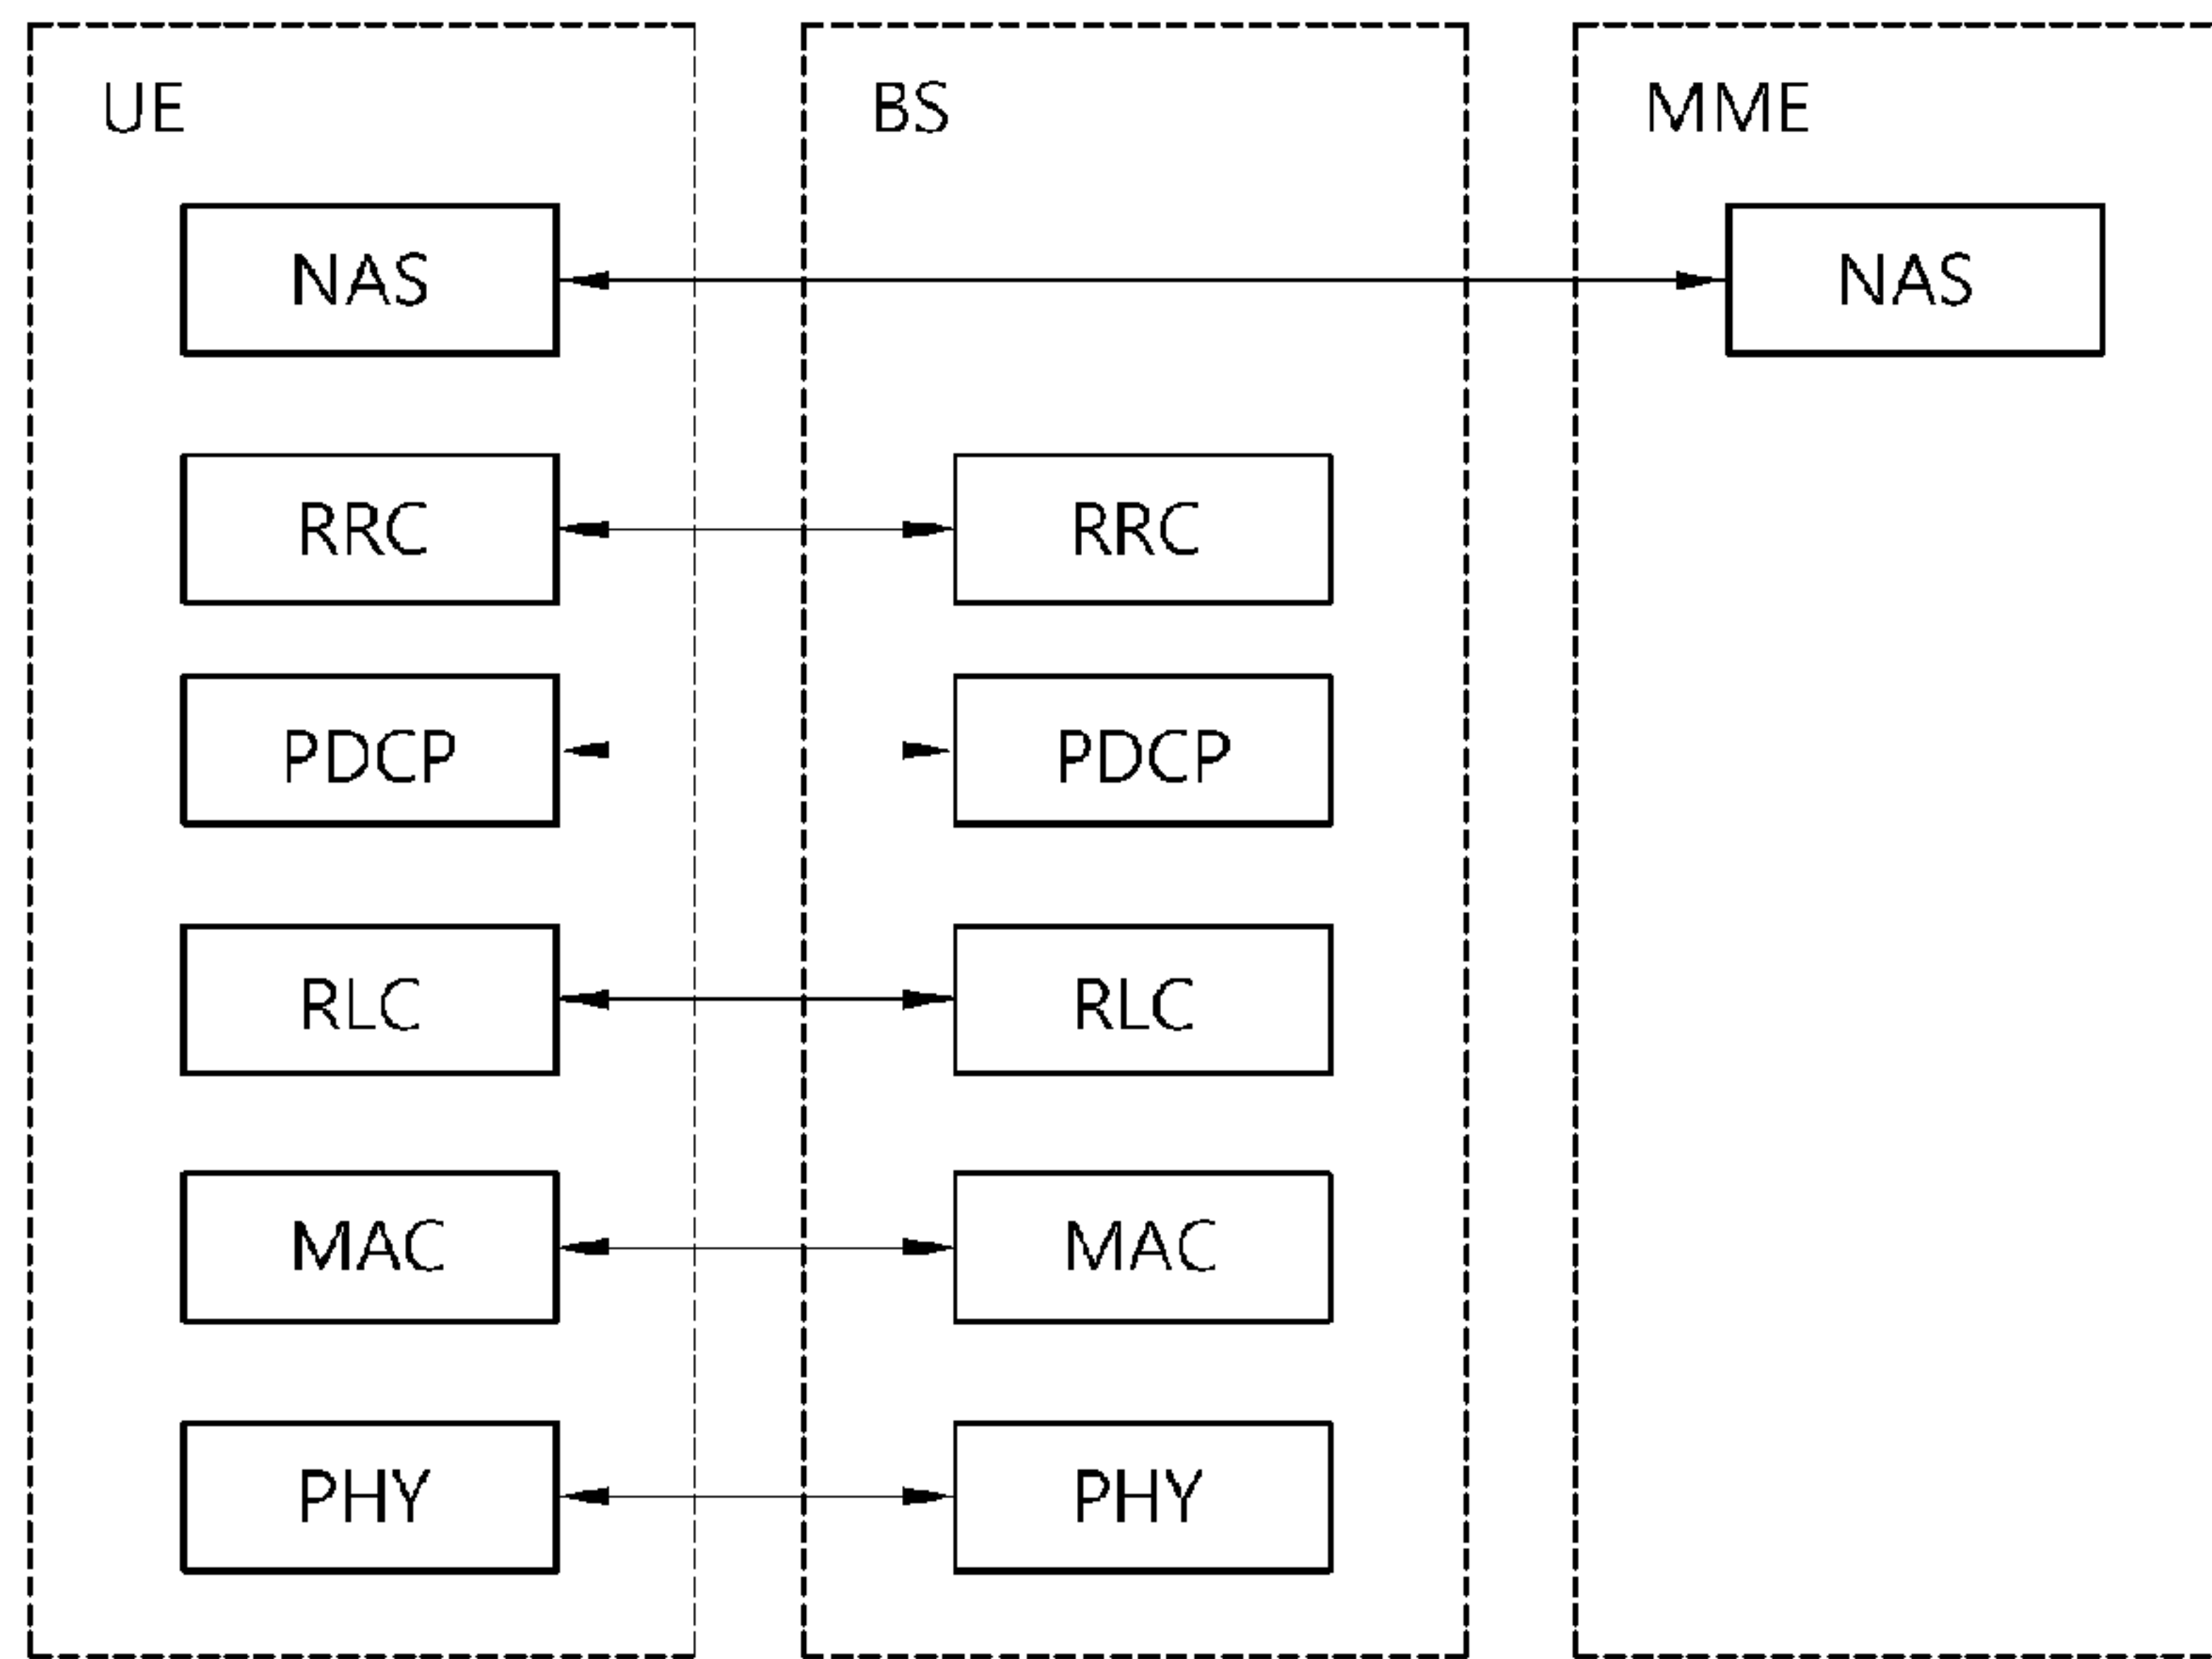 UE BS MME
NAS NAS
RRC RRC
PDCP PDCP
RLC RLC
MAC MAC
PHY PHY